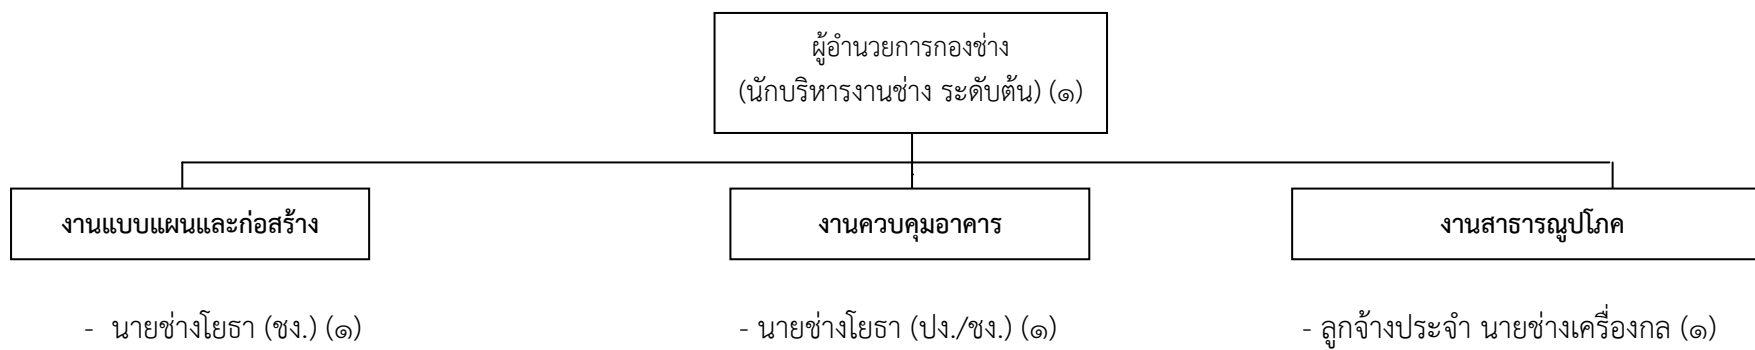 ผู้อำนวยการกองช่าง
(นักบริหารงานช่าง ระดับต้น) (๑)
งานแบบแผนและก่อสร้าง
งานควบคุมอาคาร
งานสาธารณูปโภค
- นายช่างโยธา (ชง.) (๑)
- นายช่างโยธา (ปง./ชง.) (๑)
- ลูกจ้างประจำ นายช่างเครื่องกล (๑)